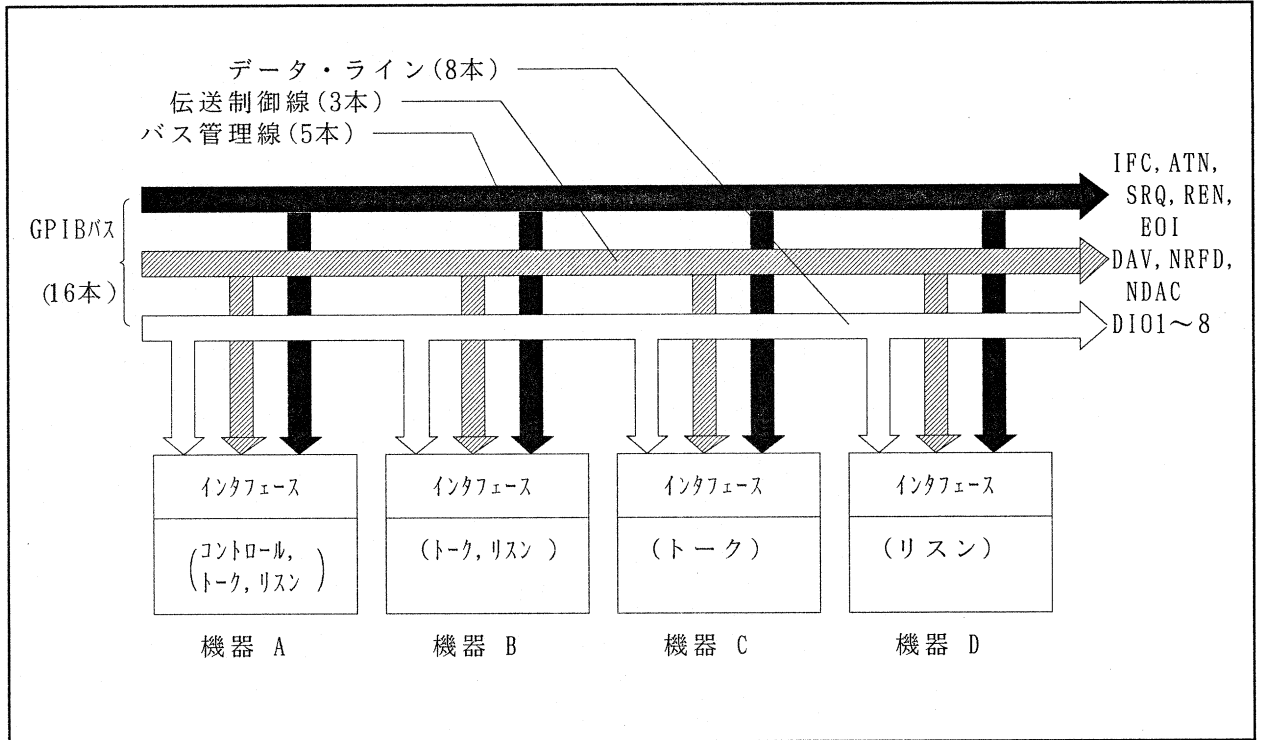 データ・ライン(8本)
伝送制御線(3本)
バス管理線(5本)
IFC, ATN,
SRQ, REN,
EOI
DAV, NRFD,
NDAC
DIO1〜8
GPIBバス
(16本)
インタフェース
(コントロール,
トーク, リスン)
機器 A
インタフェース
(トーク, リスン)
機器 B
インタフェース
(トーク)
機器 C
インタフェース
(リスン)
機器 D